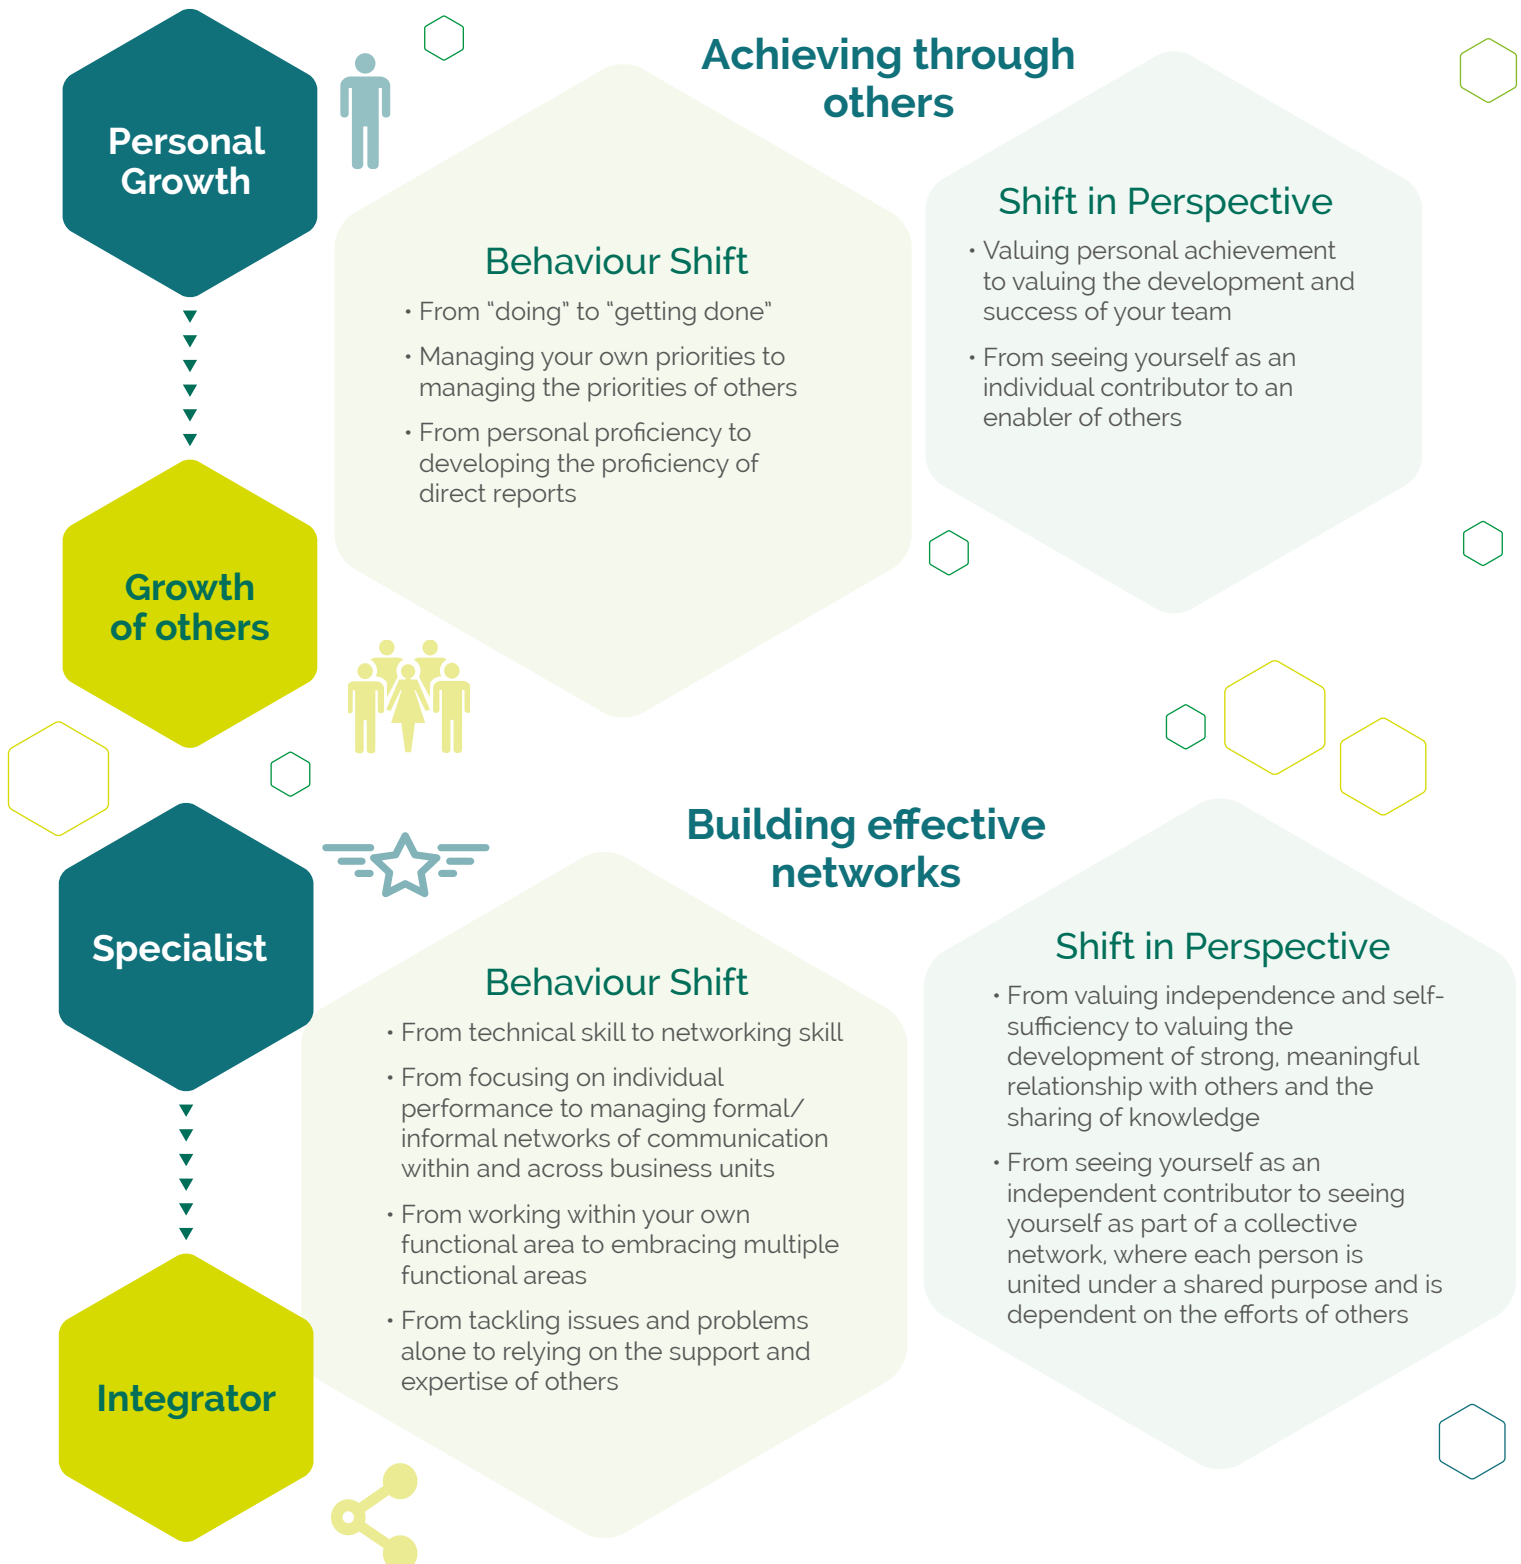 Personal
Growth
Achieving through
others
Behaviour Shift
• From “doing” to “getting done”
• Managing your own priorities to
managing the priorities of others
• From personal proficiency to
developing the proficiency of
direct reports
Shift in Perspective
• Valuing personal achievement
to valuing the development and
success of your team
• From seeing yourself as an
individual contributor to an
enabler of others
Growth
of others
Specialist
Building effective
networks
Behaviour Shift
• From technical skill to networking skill
• From focusing on individual
performance to managing formal/
informal networks of communication
within and across business units
• From working within your own
functional area to embracing multiple
functional areas
• From tackling issues and problems
alone to relying on the support and
expertise of others
Shift in Perspective
• From valuing independence and self-
sufficiency to valuing the
development of strong, meaningful
relationship with others and the
sharing of knowledge
• From seeing yourself as an
independent contributor to seeing
yourself as part of a collective
network, where each person is
united under a shared purpose and is
dependent on the efforts of others
Integrator